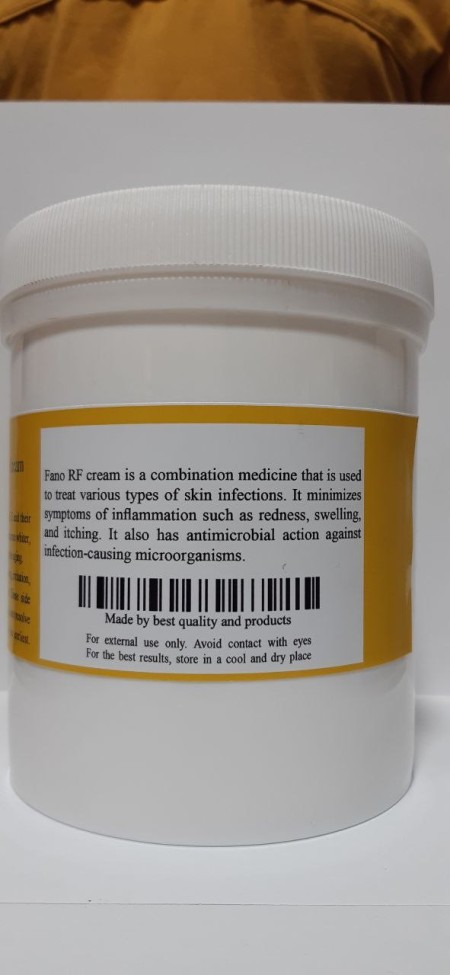 Fano RF cream is a combination medicine that is used
to treat various types of skin infections. It minimizes
symptoms of inflammation such as redness, swelling,
and itching. It also has antimicrobial action against
infection-causing microorganisms.
Made by best quality and products
For external use only. Avoid contact with eyes
For the best results, store in a cool and dry place